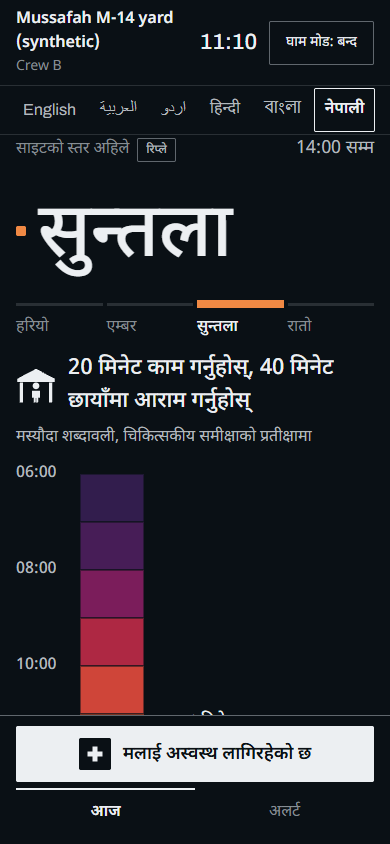 Mussafah M-14 yard
(synthetic)
11:10
घाम मोड: बन्द
Crew B
English
العربية
اردو
हिन्दी
বাংলা
नेपाली
साइटको स्तर अहिले
रिप्ले
14:00 सम्म
सुन्तला
हरियो
एम्बर
सुन्तला
रातो
20 मिनेट काम गर्नुहोस्, 40 मिनेट
छायाँमा आराम गर्नुहोस्
मस्यौदा शब्दावली, चिकित्सकीय समीक्षाको प्रतीक्षामा
06:00
08:00
10:00
मलाई अस्वस्थ लागिरहेको छ
आज
अलर्ट